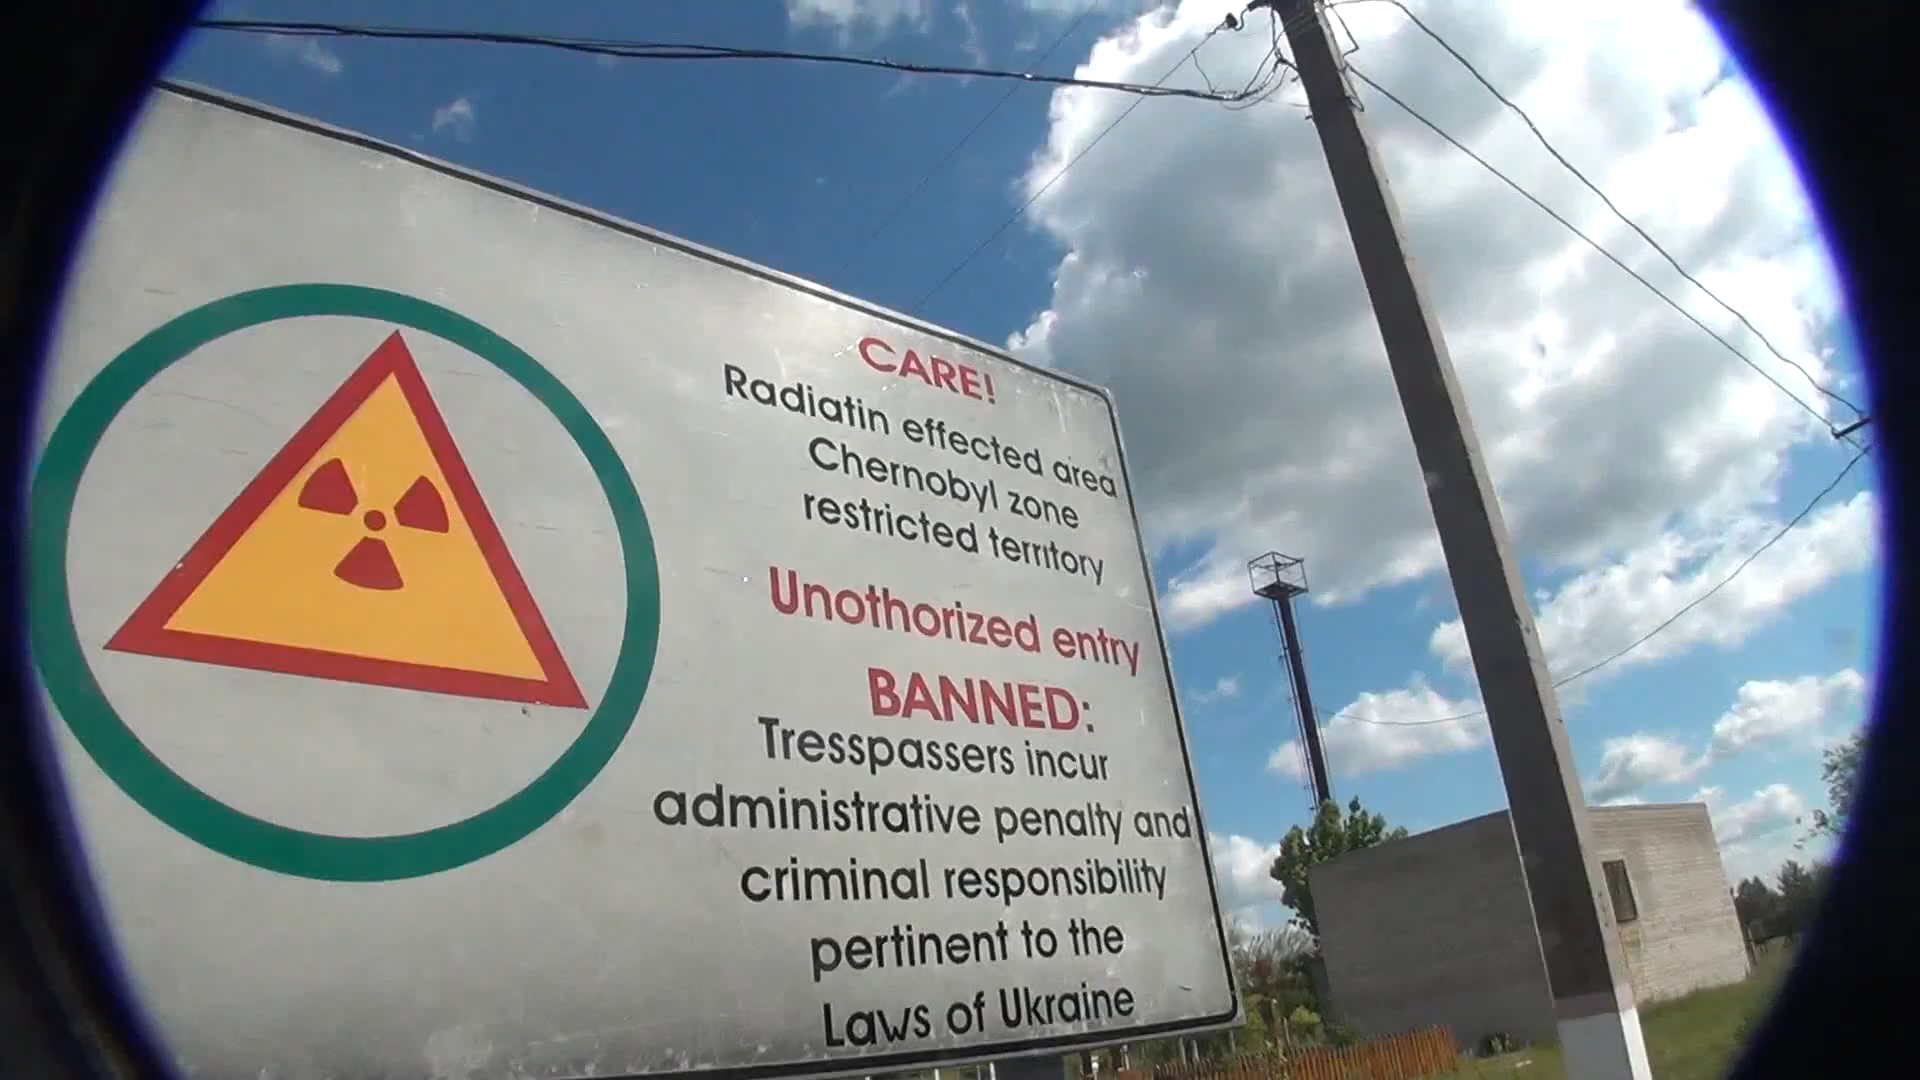 CARE!
Radiatin effected area
Chernobyl zone
restricted territory
Unothorized entry
BANNED:
Tresspassers incur
administrative penalty and
criminal responsibility
pertinent to the
Laws of Ukraine